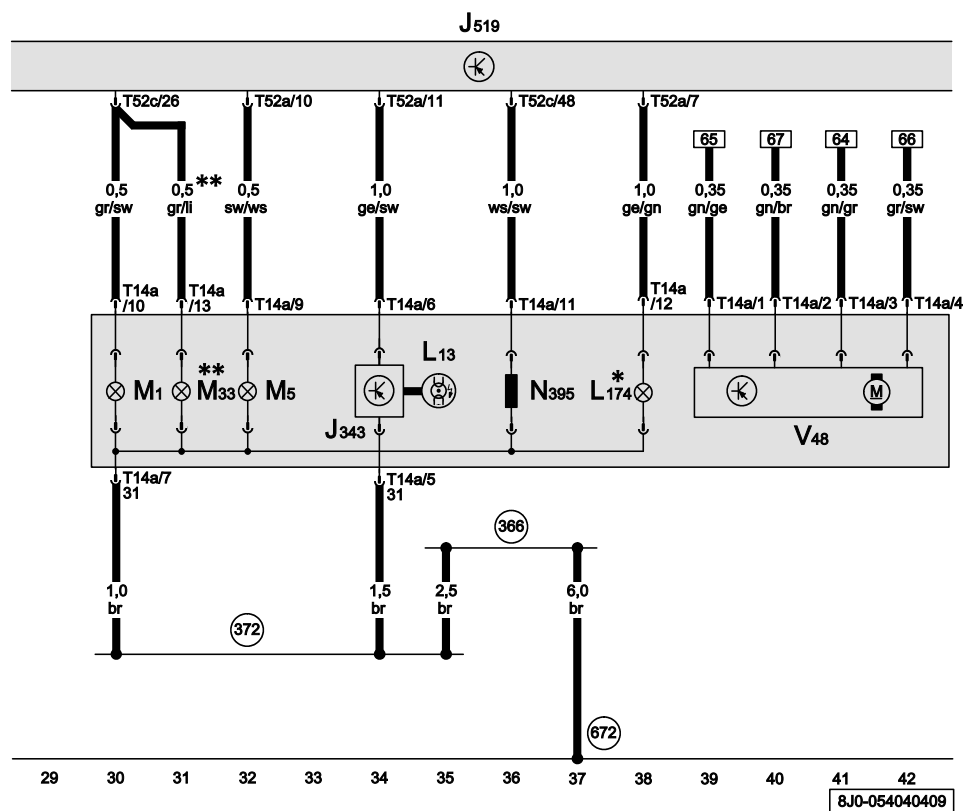 J519
T52c/26 T52a/10 T52a/11 T52c/48 T52a/7
65 67 64 66
0,5 0,5 ** 0,5 1,0 1,0 1,0 0,35 0,35 0,35 0,35
gr/sw gr/li sw/ws ge/sw ws/sw ge/gn gn/ge gn/br gn/gr gr/sw
T14a T14a T14a
/10 /13 T14a/9 T14a/6 T14a/11 /12 T14a/1 T14a/2 T14a/3 T14a/4
M1 M33** M5 L13 N395 L174* M
J343 V48
T14a/7 T14a/5
31 31
366
1,0 1,5 2,5 6,0
br br br br
372
672
29 30 31 32 33 34 35 36 37 38 39 40 41 42
8J0-054040409